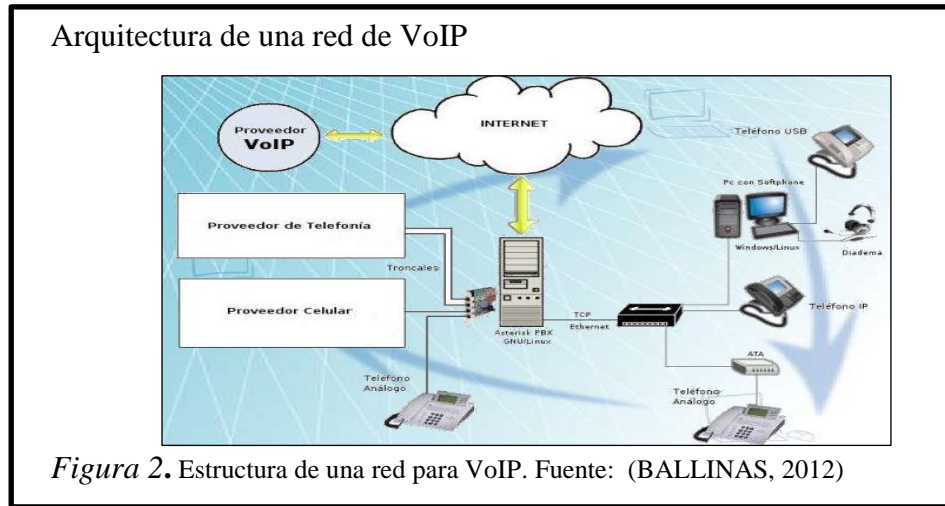 Arquitectura de una red de VoIP
Proveedor
VoIP
INTERNET
Teléfono USB
Pc con Softphone
Windows/Linux
Diadema
Proveedor de Telefonía
Troncales
Proveedor Celular
Asterisk PBX
GNU/Linux
TCP
Ethernet
Teléfono IP
ATA
Teléfono
Análogo
Teléfono
Análogo
Figura 2. Estructura de una red para VoIP. Fuente: (BALLINAS, 2012)